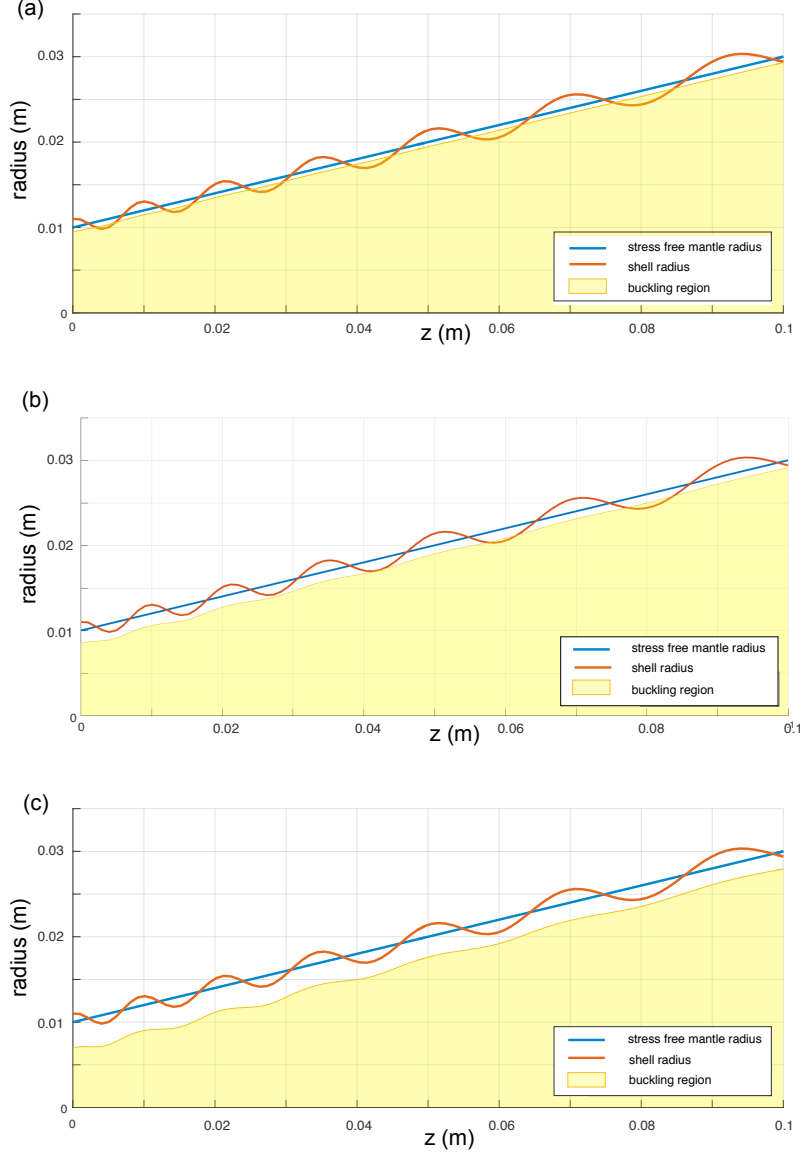 (a)
radius (m)
0.03
0.02
0.01
0
stress free mantle radius
shell radius
buckling region
0 0.02 0.04 0.06 0.08 0.1
z (m)
(b)
radius (m)
0.03
0.02
0.01
0
stress free mantle radius
shell radius
buckling region
0 0.02 0.04 0.06 0.08 0.1
z (m)
(c)
radius (m)
0.03
0.02
0.01
0
stress free mantle radius
shell radius
buckling region
0 0.02 0.04 0.06 0.08 0.1
z (m)